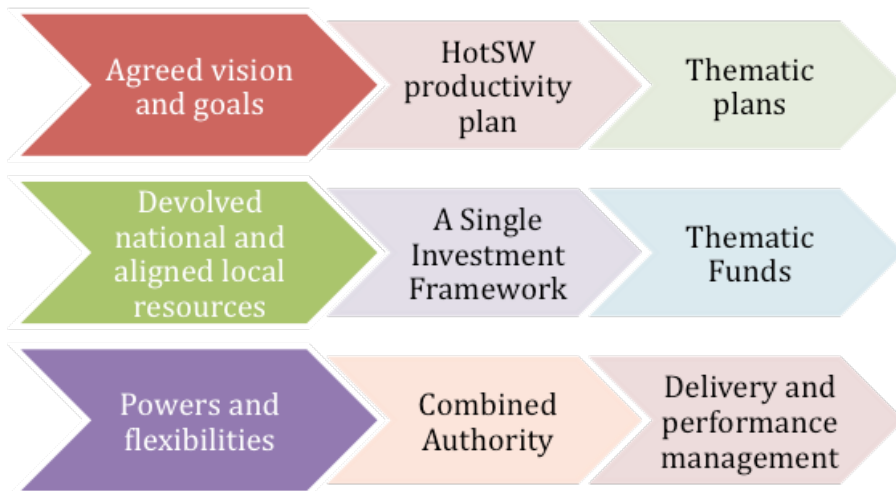 Agreed vision
and goals
HotSW
productivity
plan
Thematic
plans
Devolved
national and
aligned local
resources
A Single
Investment
Framework
Thematic
Funds
Powers and
flexibilities
Combined
Authority
Delivery and
performance
management